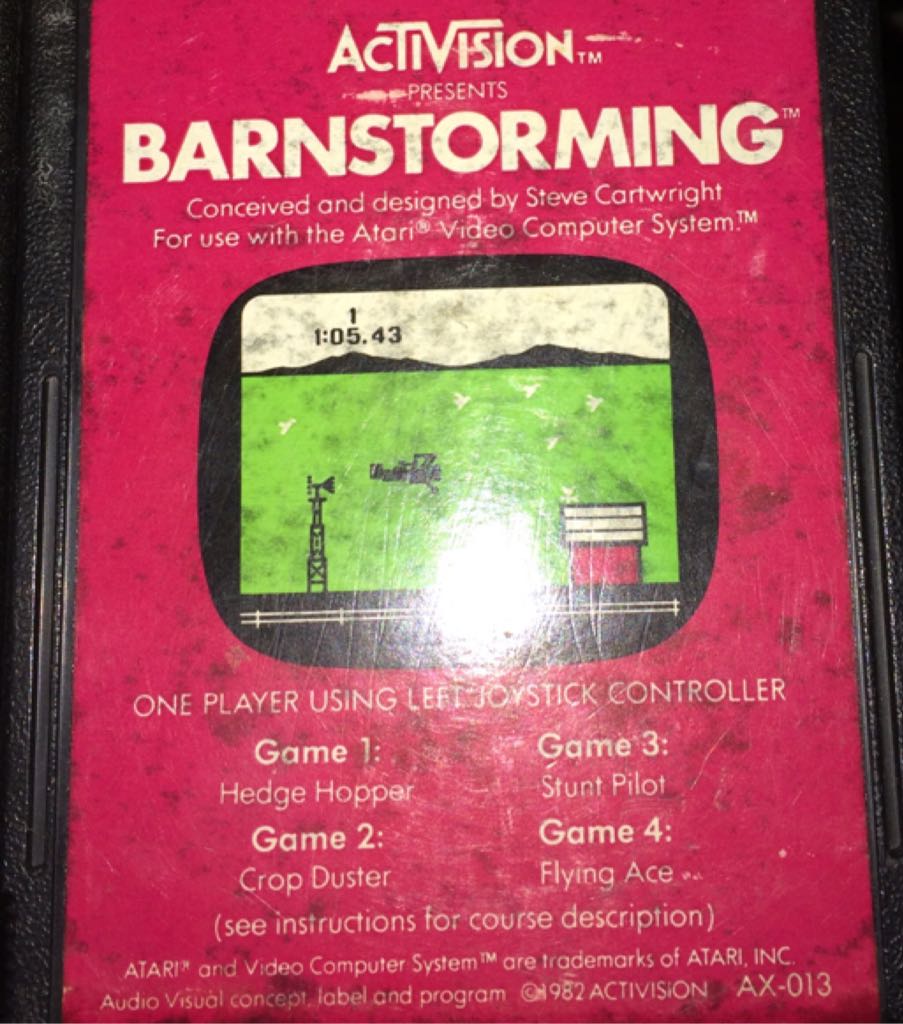 ACTIVISION™
PRESENTS
BARNSTORMING™
Conceived and designed by Steve Cartwright
For use with the Atari® Video Computer System.™
1
1:05.43
ONE PLAYER USING LEFT JOYSTICK CONTROLLER
Game 1:
Hedge Hopper
Game 2:
Crop Duster
Game 3:
Stunt Pilot
Game 4:
Flying Ace
(see instructions for course description)
ATARI® and Video Computer System™ are trademarks of ATARI, INC.
Audio Visual concept, label and program ©1982 ACTIVISION AX-013